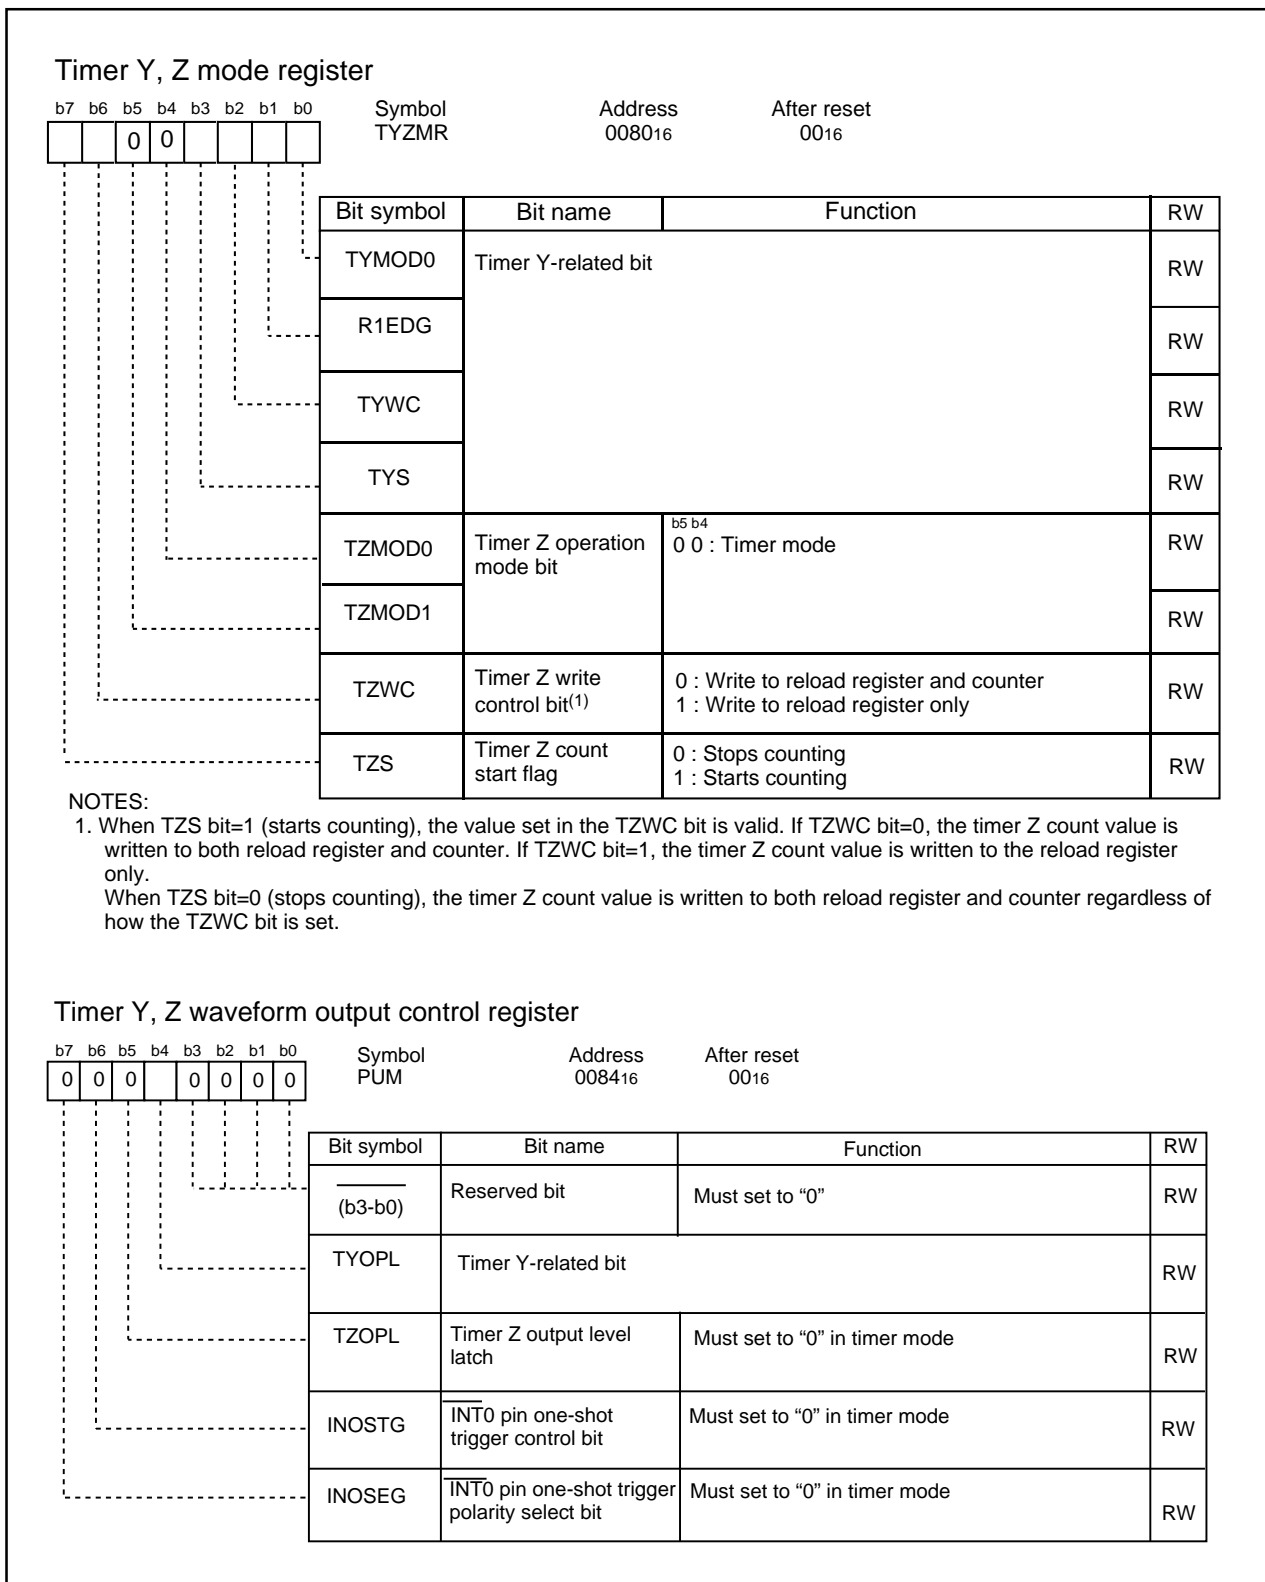 Timer Y, Z mode register
b7 b6 b5 b4 b3 b2 b1 b0
0 0
Symbol Address After reset
TYZMR 008016 0016
Bit symbol Bit name Function RW
TYMOD0 Timer Y-related bit RW
R1EDG RW
TYWC RW
TYS RW
b5 b4
TZMOD0 Timer Z operation 0 0 : Timer mode RW
mode bit
TZMOD1 RW
Timer Z write 0 : Write to reload register and counter
TZWC control bit(1) 1 : Write to reload register only RW
Timer Z count 0 : Stops counting
TZS start flag 1 : Starts counting RW
NOTES:
1. When TZS bit=1 (starts counting), the value set in the TZWC bit is valid. If TZWC bit=0, the timer Z count value is
written to both reload register and counter. If TZWC bit=1, the timer Z count value is written to the reload register
only.
When TZS bit=0 (stops counting), the timer Z count value is written to both reload register and counter regardless of
how the TZWC bit is set.
Timer Y, Z waveform output control register
b7 b6 b5 b4 b3 b2 b1 b0
0 0 0 0 0 0 0
Symbol Address After reset
PUM 008416 0016
Bit symbol Bit name Function RW
(b3-b0) Reserved bit Must set to “0” RW
TYOPL Timer Y-related bit RW
TZOPL Timer Z output level Must set to “0” in timer mode RW
latch
INOSTG INT0 pin one-shot Must set to “0” in timer mode RW
trigger control bit
INOSEG INT0 pin one-shot trigger Must set to “0” in timer mode RW
polarity select bit